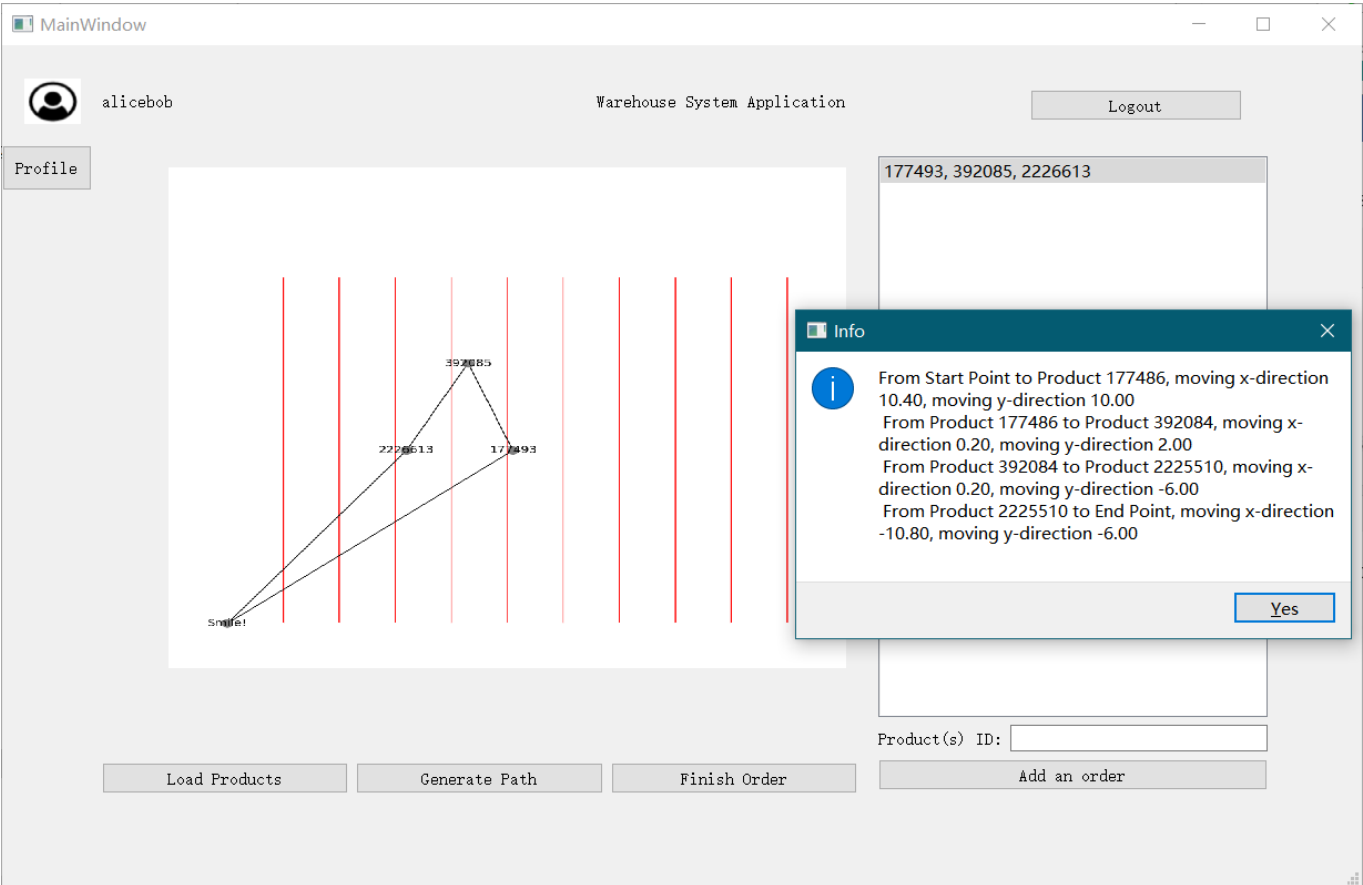 MainWindow
alicebob
Warehouse System Application
Logout
Profile
177493, 392085, 2226613
392085
2226613
177493
Smile!
Info
From Start Point to Product 177486, moving x-direction
10.40, moving y-direction 10.00
From Product 177486 to Product 392084, moving x-
direction 0.20, moving y-direction 2.00
From Product 392084 to Product 2225510, moving x-
direction 0.20, moving y-direction -6.00
From Product 2225510 to End Point, moving x-direction
-10.80, moving y-direction -6.00
Yes
Product(s) ID:
Load Products
Generate Path
Finish Order
Add an order